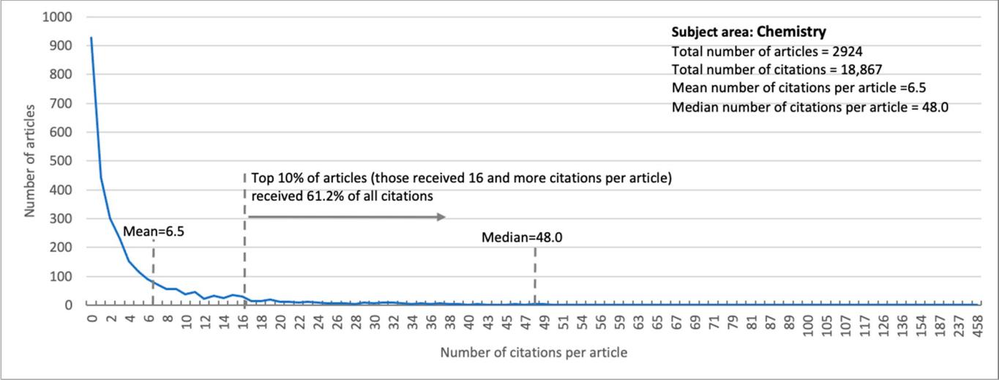 1000
900
800
700
600
500
400
300
200
100
0
Number of articles
Subject area: Chemistry
Total number of articles = 2924
Total number of citations = 18,867
Mean number of citations per article =6.5
Median number of citations per article = 48.0
Top 10% of articles (those received 16 and more citations per article)
received 61.2% of all citations
Mean=6.5
Median=48.0
0 2 4 6 8 10 12 14 16 18 20 22 24 26 28 30 32 34 36 38 40 43 45 47 49 51 54 56 59 63 65 67 69 71 79 81 87 89 100 105 107 117 126 136 154 187 237 458
Number of citations per article